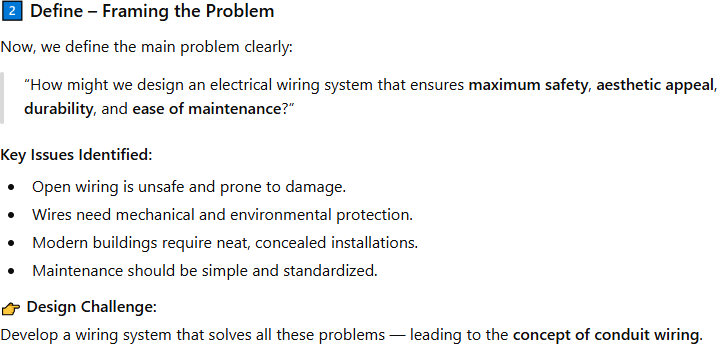 2 Define – Framing the Problem
Now, we define the main problem clearly:
“How might we design an electrical wiring system that ensures maximum safety, aesthetic appeal,
durability, and ease of maintenance?”
Key Issues Identified:
• Open wiring is unsafe and prone to damage.
• Wires need mechanical and environmental protection.
• Modern buildings require neat, concealed installations.
• Maintenance should be simple and standardized.
👉 Design Challenge:
Develop a wiring system that solves all these problems — leading to the concept of conduit wiring.